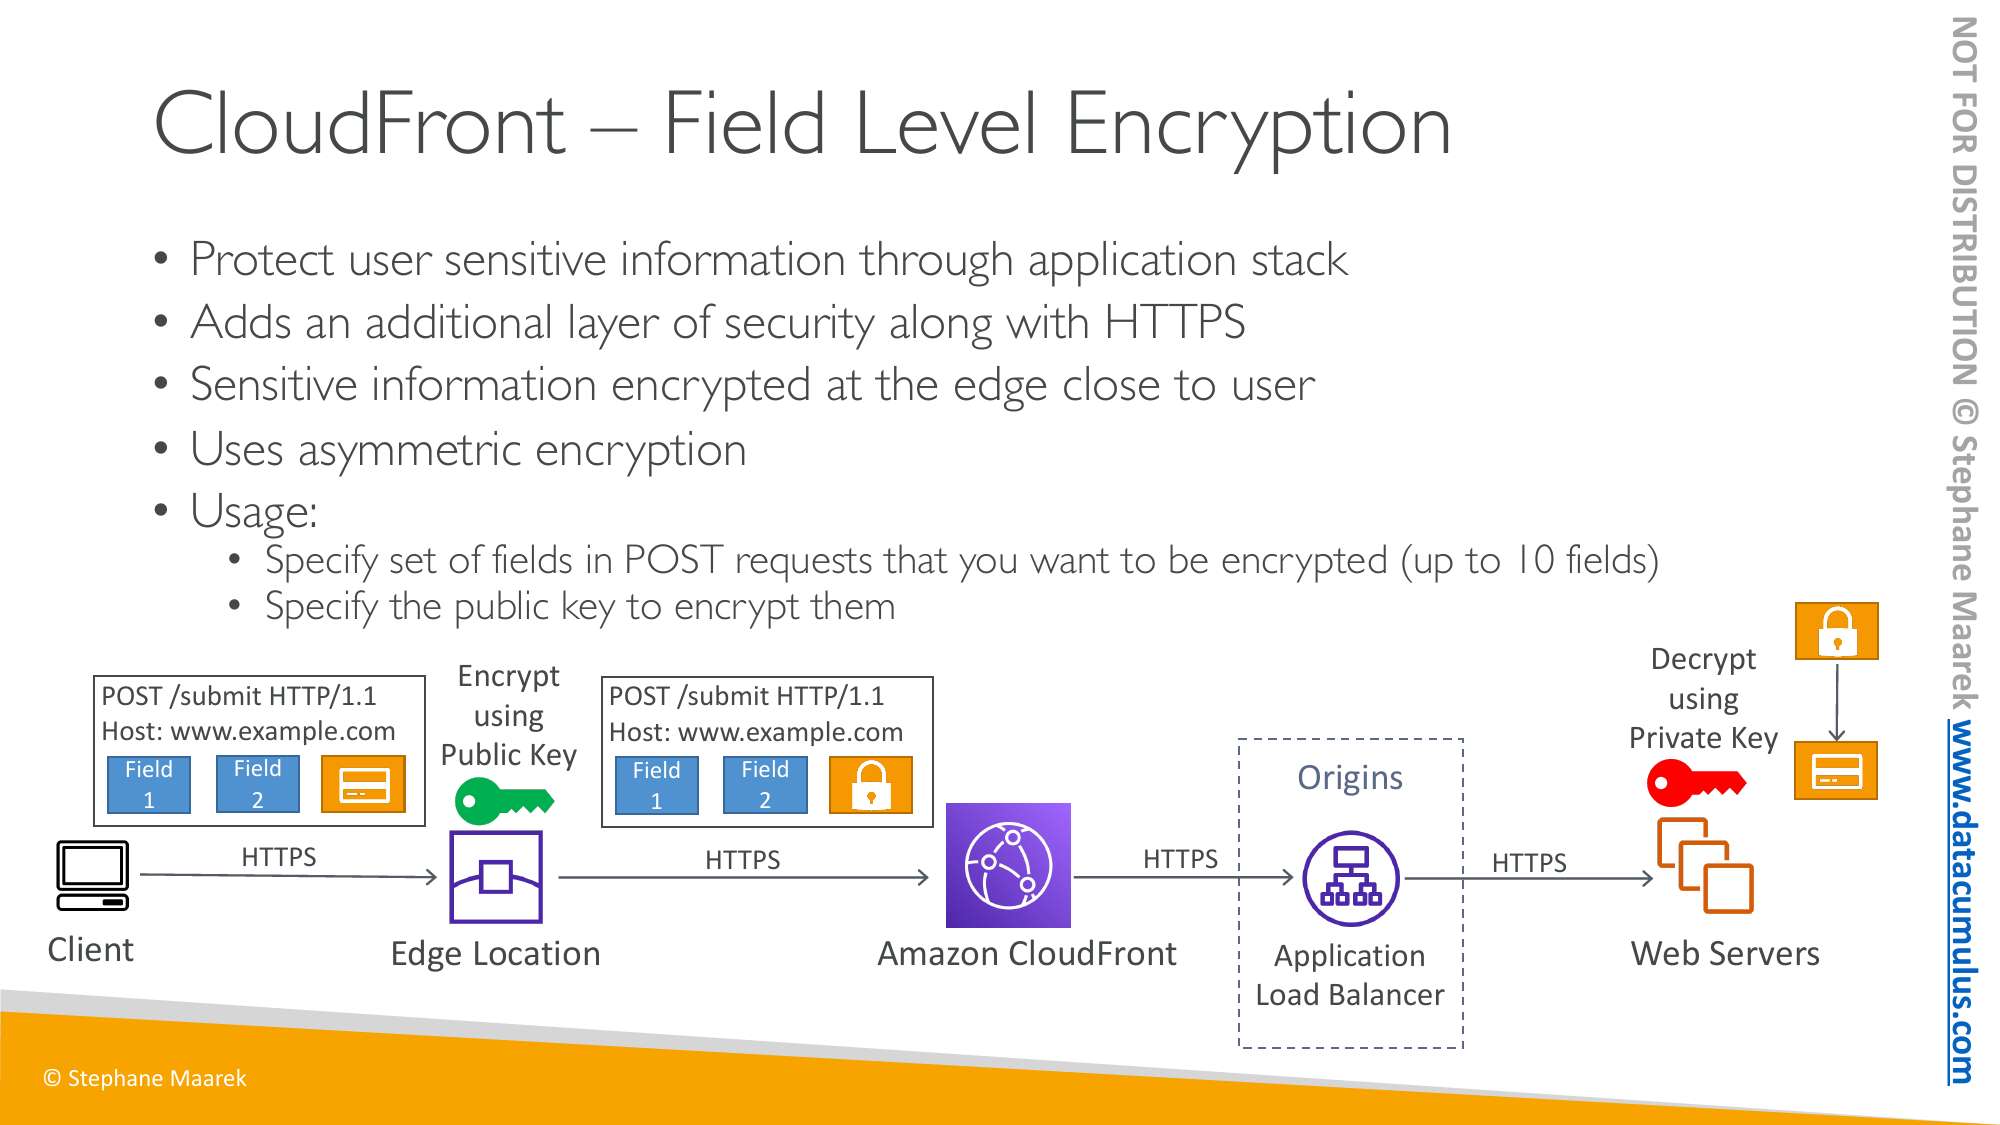 CloudFront – Field Level Encryption
• Protect user sensitive information through application stack
• Adds an additional layer of security along with HTTPS
• Sensitive information encrypted at the edge close to user
• Uses asymmetric encryption
• Usage:
• Specify set of fields in POST requests that you want to be encrypted (up to 10 fields)
• Specify the public key to encrypt them
POST /submit HTTP/1.1
Host: www.example.com
Field
1
Field
2
Encrypt
using
Public Key
POST /submit HTTP/1.1
Host: www.example.com
Field
1
Field
2
Decrypt
using
Private Key
Origins
HTTPS
HTTPS
HTTPS
HTTPS
Client
Edge Location
Amazon CloudFront
Application
Load Balancer
Web Servers
© Stephane Maarek
NOT FOR DISTRIBUTION © Stephane Maarek www.datacumulus.com